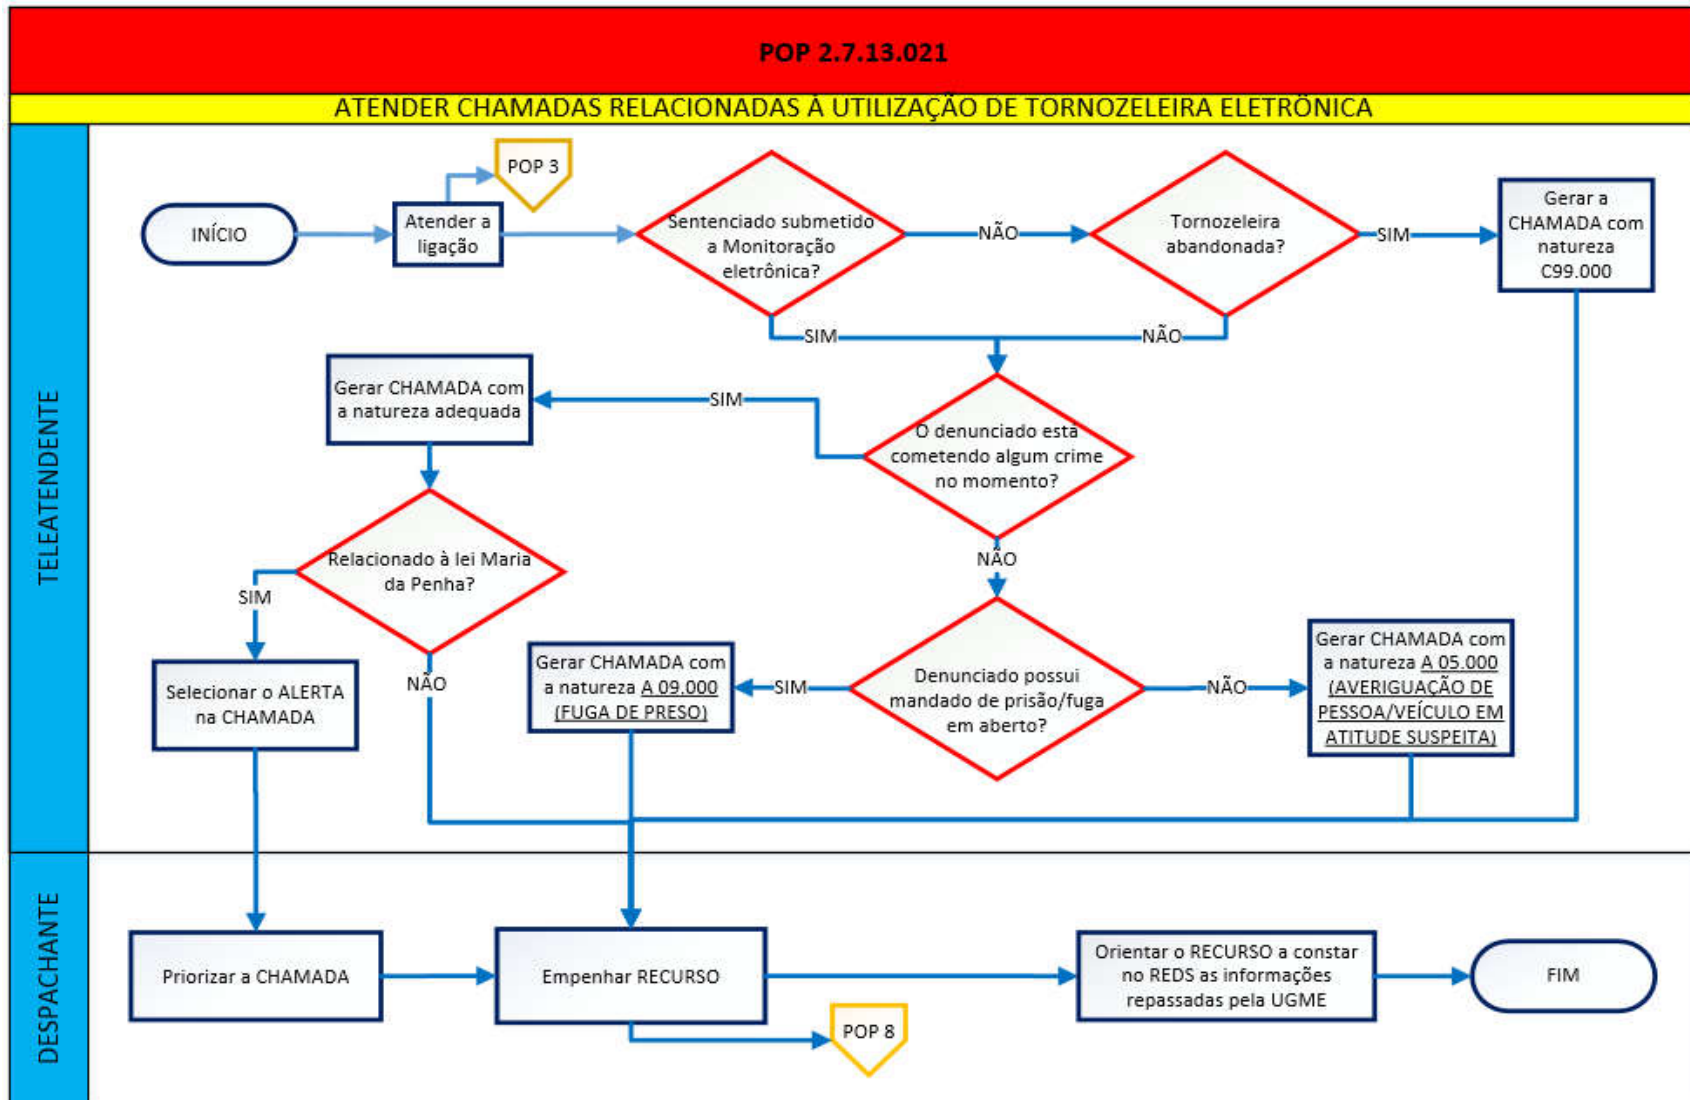 POP 2.7.13.021
ATENDER CHAMADAS RELACIONADAS À UTILIZAÇÃO DE TORNOZELEIRA ELETRÔNICA
TELEATENDENTE
INÍCIO
Atender a
ligação
POP 3
Sentenciado submetido
a Monitoração
eletrônica?
NÃO
Tornozeleira
abandonada?
SIM
Gerar a
CHAMADA com
natureza
C99.000
SIM
NÃO
Gerar CHAMADA com
a natureza adequada
SIM
O denunciado está
cometendo algum crime
no momento?
NÃO
Relacionado à lei Maria
da Penha?
SIM
NÃO
Selecionar o ALERTA
na CHAMADA
Gerar CHAMADA com
a natureza A 09.000
(FUGA DE PRESO)
SIM
Denunciado possui
mandado de prisão/fuga
em aberto?
NÃO
Gerar CHAMADA com
a natureza A 05.000
(AVERIGUAÇÃO DE
PESSOA/VEÍCULO EM
ATITUDE SUSPEITA)
DESPACHANTE
Priorizar a CHAMADA
Empenhar RECURSO
POP 8
Orientar o RECURSO a constar
no REDS as informações
repassadas pela UGME
FIM